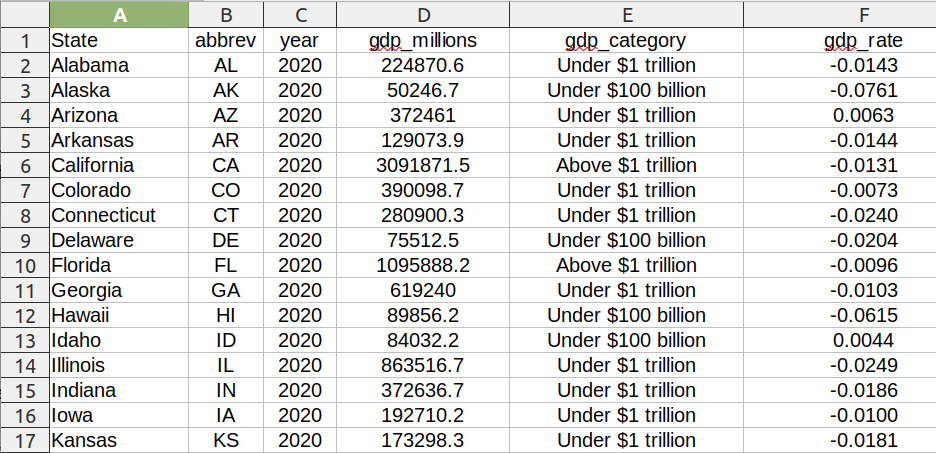 A B C D E F
1 State abbrev year gdp_millions gdp_category gdp_rate
2 Alabama AL 2020 224870.6 Under $1 trillion -0.0143
3 Alaska AK 2020 50246.7 Under $100 billion -0.0761
4 Arizona AZ 2020 372461 Under $1 trillion 0.0063
5 Arkansas AR 2020 129073.9 Under $1 trillion -0.0144
6 California CA 2020 3091871.5 Above $1 trillion -0.0131
7 Colorado CO 2020 390098.7 Under $1 trillion -0.0073
8 Connecticut CT 2020 280900.3 Under $1 trillion -0.0240
9 Delaware DE 2020 75512.5 Under $100 billion -0.0204
10 Florida FL 2020 1095888.2 Above $1 trillion -0.0096
11 Georgia GA 2020 619240 Under $1 trillion -0.0103
12 Hawaii HI 2020 89856.2 Under $100 billion -0.0615
13 Idaho ID 2020 84032.2 Under $100 billion 0.0044
14 Illinois IL 2020 863516.7 Under $1 trillion -0.0249
15 Indiana IN 2020 372636.7 Under $1 trillion -0.0186
16 Iowa IA 2020 192710.2 Under $1 trillion -0.0100
17 Kansas KS 2020 173298.3 Under $1 trillion -0.0181